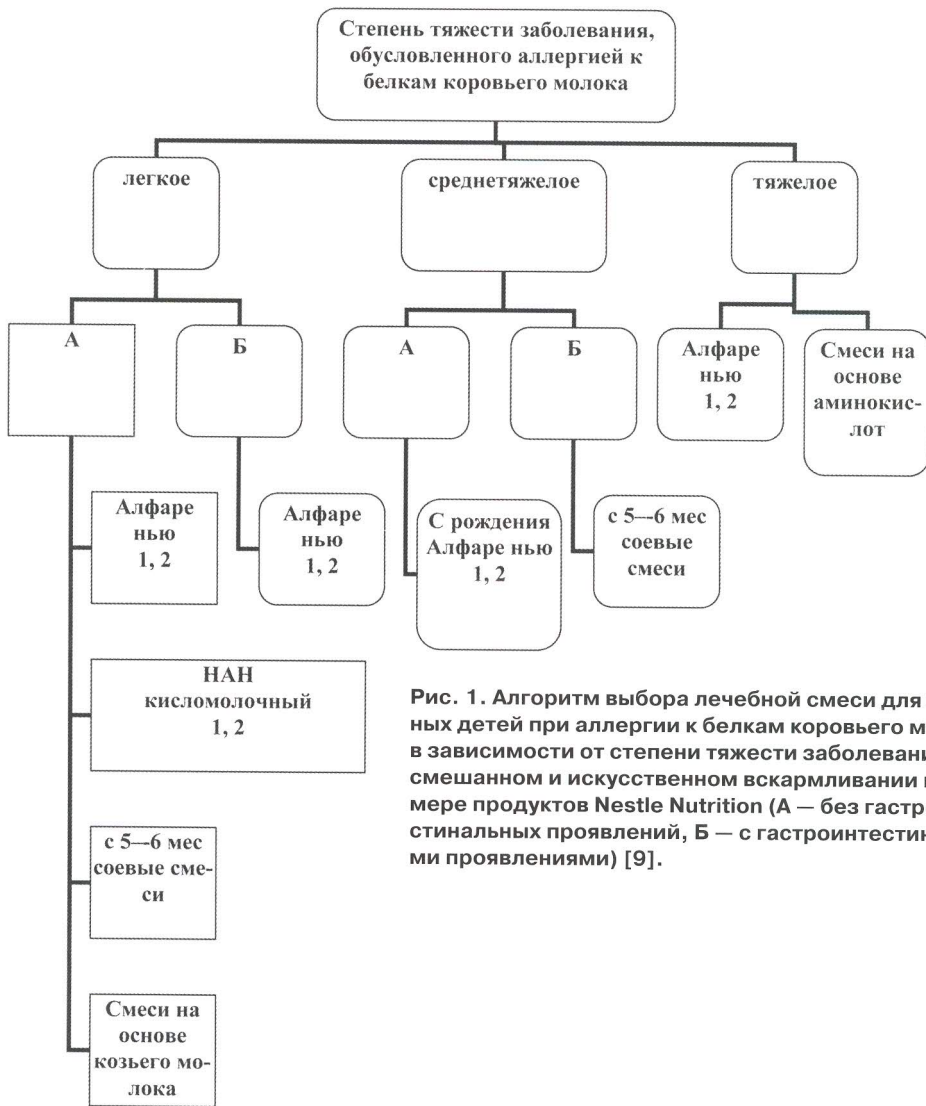 Степень тяжести заболевания,
обусловленного аллергией к
белкам коровьего молока
легкое
среднетяжелое
тяжелое
А
Б
А
Б
Алфаре
нью
1, 2
Смеси на
основе
аминокис-
лот
Алфаре
нью
1, 2
Алфаре
нью
1, 2
С рождения
Алфаре нью
1, 2
с 5—6 мес
соевые
смеси
НАН
кисломолочный
1, 2
с 5—6 мес
соевые сме-
си
Смеси на
основе
козьего мо-
лока
Рис. 1. Алгоритм выбора лечебной смеси для
ных детей при аллергии к белкам коровьего м
в зависимости от степени тяжести заболевани
смешанном и искусственном вскармливании
мере продуктов Nestle Nutrition (А — без гастр
стинальных проявлений, Б — с гастроинтестин
ми проявлениями) [9].